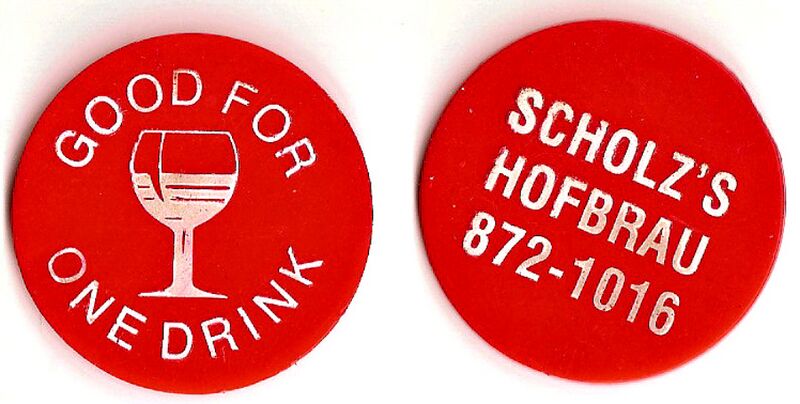 GOOD FOR
ONE DRINK
SCHOLZ'S
HOFBRAU
872-1016